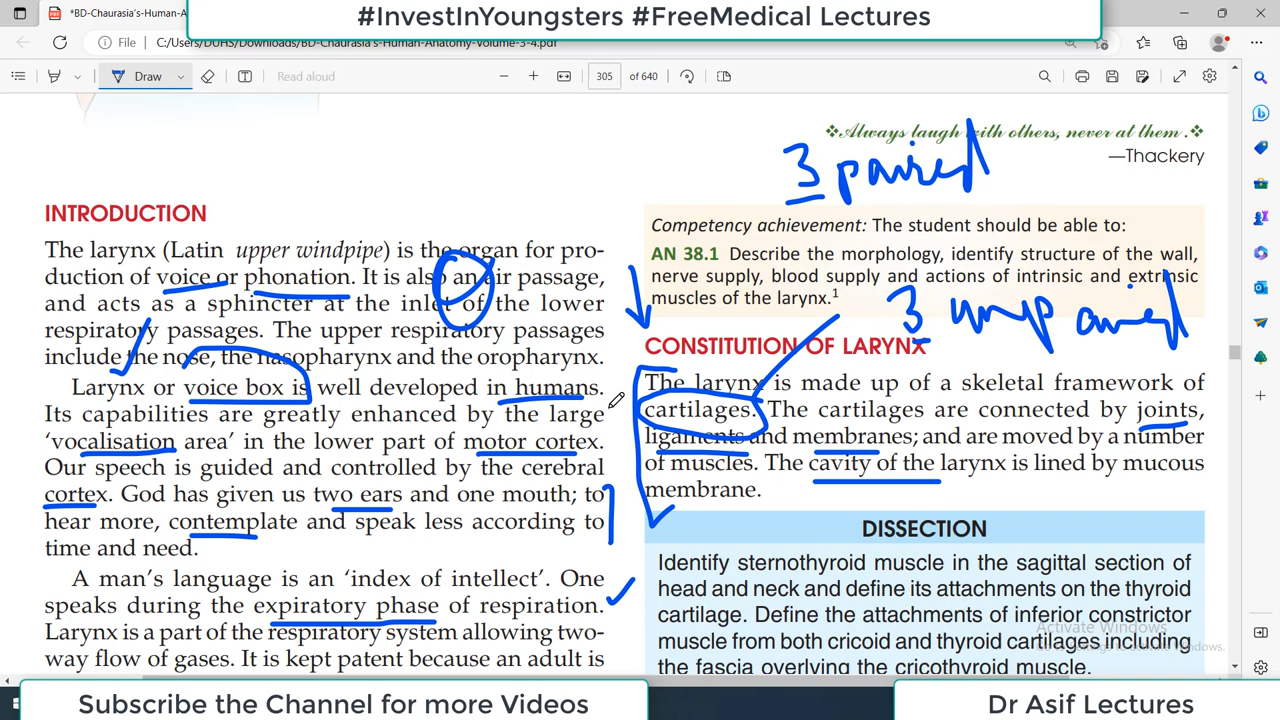 #InvestInYoungsters #FreeMedical Lectures
*BD-Chaurasia's-Human-A
File
C:/Users/DUHS/Downloads/BD-Chaurasia's-Human-Anatomy-Volume-3-4.pdf
Draw
Read aloud
305
of 640
❖Always laugh with others, never at them.❖
—Thackery
3 paired
INTRODUCTION
The larynx (Latin upper windpipe) is the organ for pro-
duction of voice or phonation. It is also an air passage,
and acts as a sphincter at the inlet of the lower
respiratory passages. The upper respiratory passages
include the nose, the nasopharynx and the oropharynx.
Larynx or voice box is well developed in humans.
Its capabilities are greatly enhanced by the large
‘vocalisation area’ in the lower part of motor cortex.
Our speech is guided and controlled by the cerebral
cortex. God has given us two ears and one mouth; to
hear more, contemplate and speak less according to
time and need.
A man’s language is an ‘index of intellect’. One
speaks during the expiratory phase of respiration.
Larynx is a part of the respiratory system allowing two-
way flow of gases. It is kept patent because an adult is
Competency achievement: The student should be able to:
AN 38.1 Describe the morphology, identify structure of the wall,
nerve supply, blood supply and actions of intrinsic and extrinsic
muscles of the larynx.1
3 unpaired
CONSTITUTION OF LARYNX
The larynx is made up of a skeletal framework of
cartilages. The cartilages are connected by joints,
ligaments and membranes; and are moved by a number
of muscles. The cavity of the larynx is lined by mucous
membrane.
DISSECTION
Identify sternothyroid muscle in the sagittal section of
head and neck and define its attachments on the thyroid
cartilage. Define the attachments of inferior constrictor
muscle from both cricoid and thyroid cartilages including
the fascia overlying the cricothyroid muscle.
Activate Windows
Subscribe the Channel for more Videos
Dr Asif Lectures